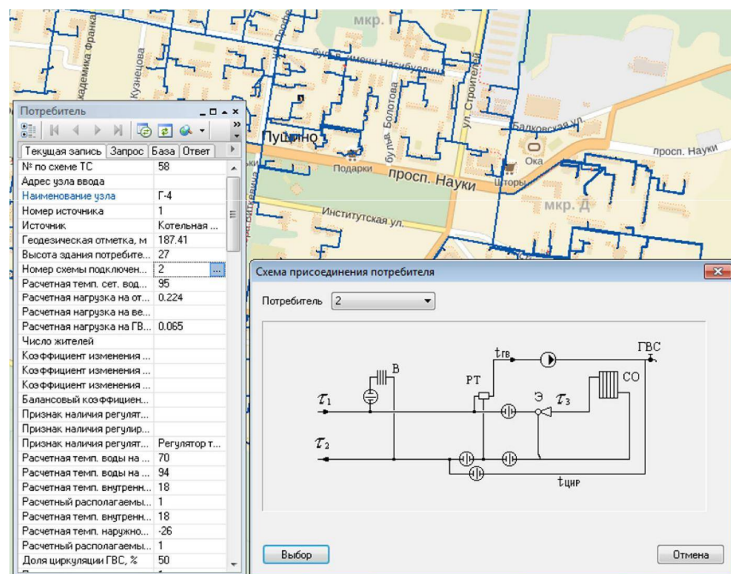 мкр. Г
бул. имени Насибуллина
Кузнецова
бул. Болотова
ул. Строителей
Балковская ул.
Пущино
Подарки
просп. Науки
Шторы
Ока
просп. Науки
мкр. Д
Институтская ул.
Потребитель
Текущая запись Запрос База Ответ
№ по схеме ТС 58
Адрес узла ввода
Наименование узла Г-4
Номер источника 1
Источник Котельная ...
Геодезическая отметка, м 187.41
Высота здания потребите... 27
Номер схемы подключен... 2 ...
Расчетная темп. сет. вод... 95
Расчетная нагрузка на от... 0.224
Расчетная нагрузка на ве...
Расчетная нагрузка на ГВ... 0.065
Число жителей
Коэффициент изменения ...
Коэффициент изменения ...
Коэффициент изменения ...
Балансовый коэффициен...
Признак наличия регулят...
Признак наличия регулир...
Признак наличия регулят... Регулятор т...
Расчетная темп. воды на ... 70
Расчетная темп. воды на ... 94
Расчетная темп. внутренн... 18
Расчетный располагаемы... 1
Расчетная темп. внутренн... 18
Расчетная темп. наружно... -26
Расчетный располагаемы... 1
Доля циркуляции ГВС, % 50
Схема присоединения потребителя
Потребитель 2
tгв
ГВС
В
РТ
СО
Э
τ3
τ1
τ2
tцир
Выбор
Отмена